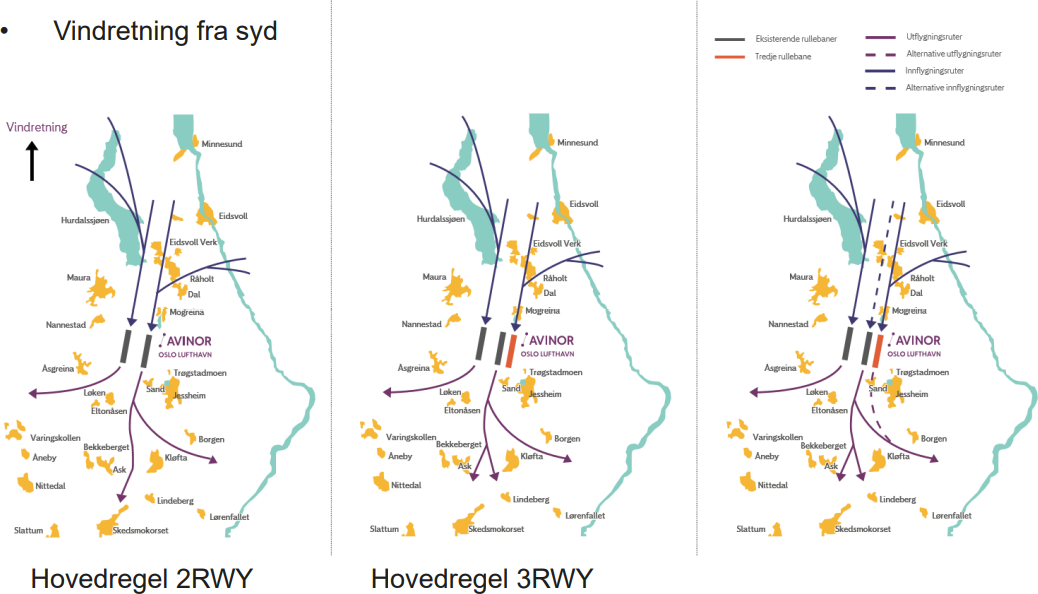 • Vindretning fra syd
Eksisterende rullebaner
Tredje rullebane
Utflygningsruter
Alternative utflygningsruter
Innflygningsruter
Alternative innflygningsruter
Vindretning
Minnesund
Eidsvoll
Hurdalssjøen
Eidsvoll Verk
Maura
Råholt
Dal
Nannestad
Mogreina
AVINOR
OSLO LUFTHAVN
Åsgreina
Trøgstadmoen
Løken
Sand
Jessheim
Eltonåsen
Varingskollen
Bekkeberget
Borgen
Åneby
Ask
Kløfta
Nittedal
Lindeberg
Lørenfallet
Slattum
Skedsmokorset
Minnesund
Eidsvoll
Hurdalssjøen
Eidsvoll Verk
Maura
Råholt
Dal
Nannestad
Mogreina
AVINOR
OSLO LUFTHAVN
Åsgreina
Trøgstadmoen
Løken
Sand
Jessheim
Eltonåsen
Varingskollen
Bekkeberget
Borgen
Åneby
Ask
Kløfta
Nittedal
Lindeberg
Lørenfallet
Slattum
Skedsmokorset
Minnesund
Eidsvoll
Hurdalssjøen
Eidsvoll Verk
Maura
Råholt
Dal
Nannestad
Mogreina
AVINOR
OSLO LUFTHAVN
Åsgreina
Trøgstadmoen
Løken
Sand
Jessheim
Eltonåsen
Varingskollen
Bekkeberget
Borgen
Åneby
Ask
Kløfta
Nittedal
Lindeberg
Lørenfallet
Slattum
Skedsmokorset
Hovedregel 2RWY
Hovedregel 3RWY